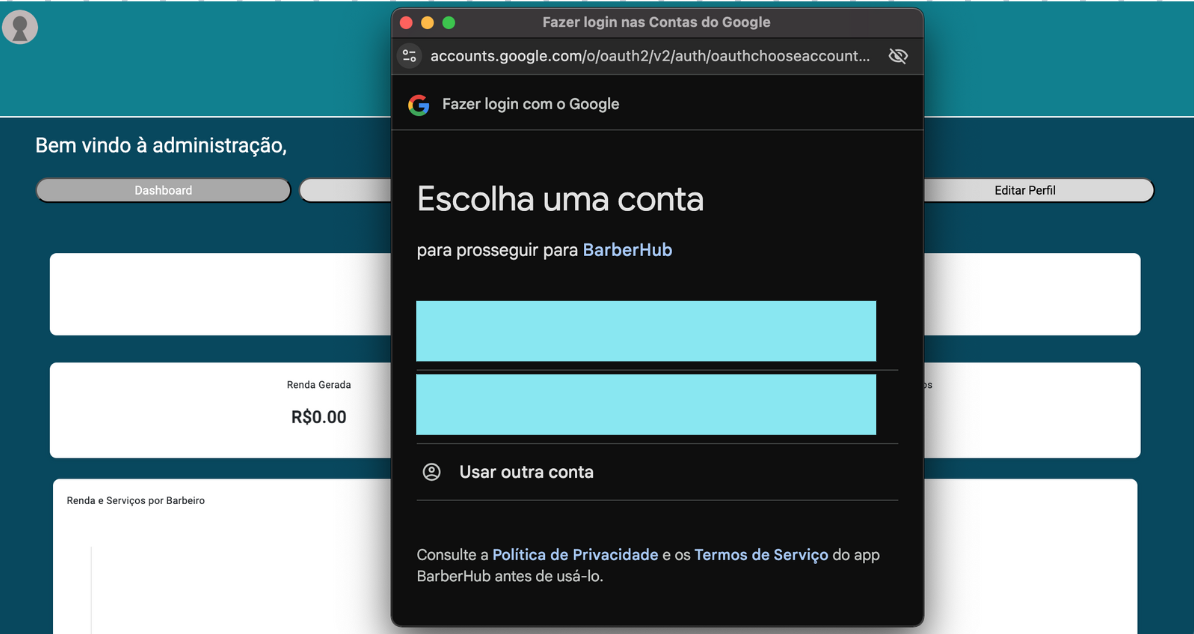 Fazer login nas Contas do Google
accounts.google.com/o/oauth2/v2/auth/oauthchooseaccount...
Fazer login com o Google
Bem vindo à administração,
Dashboard
Editar Perfil
Escolha uma conta
para prosseguir para BarberHub
Renda Gerada
R$0.00
Usar outra conta
Renda e Serviços por Barbeiro
Consulte a Política de Privacidade e os Termos de Serviço do app
BarberHub antes de usá-lo.